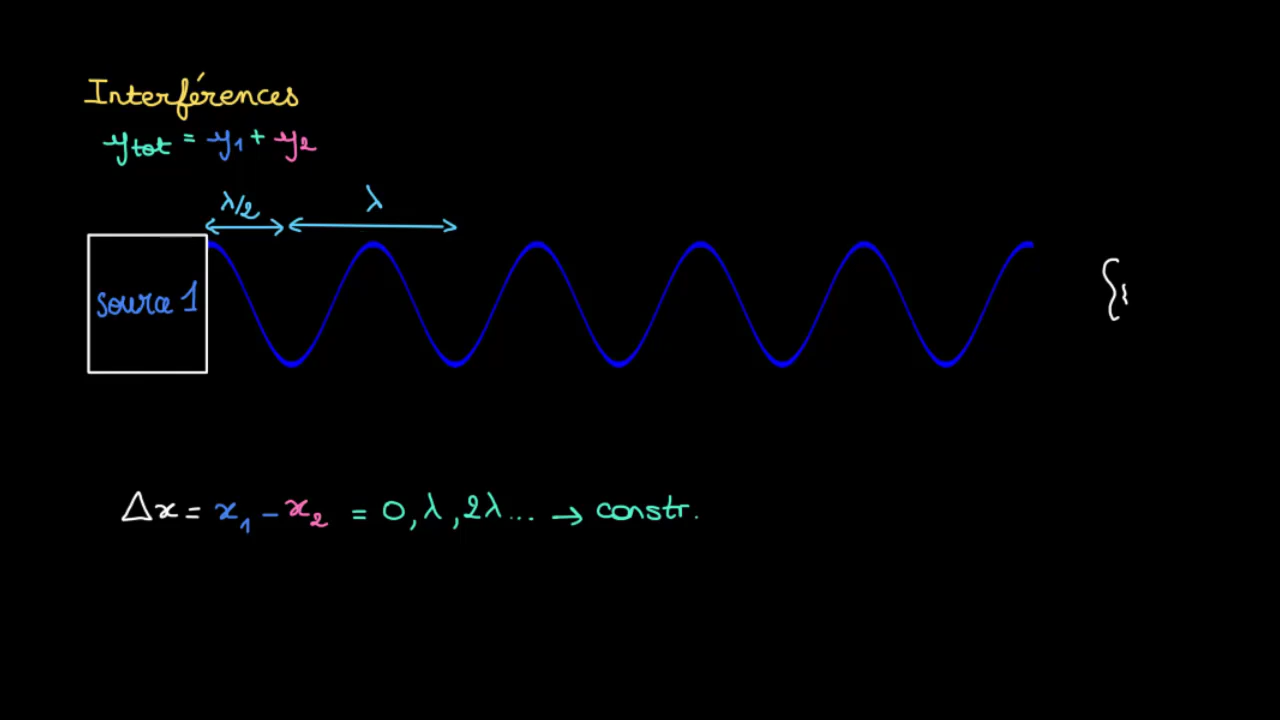 Interférences
ytot = y1 + y2
λ/2 λ
source 1
Δx = x1 - x2 = 0, λ, 2λ... → constr.